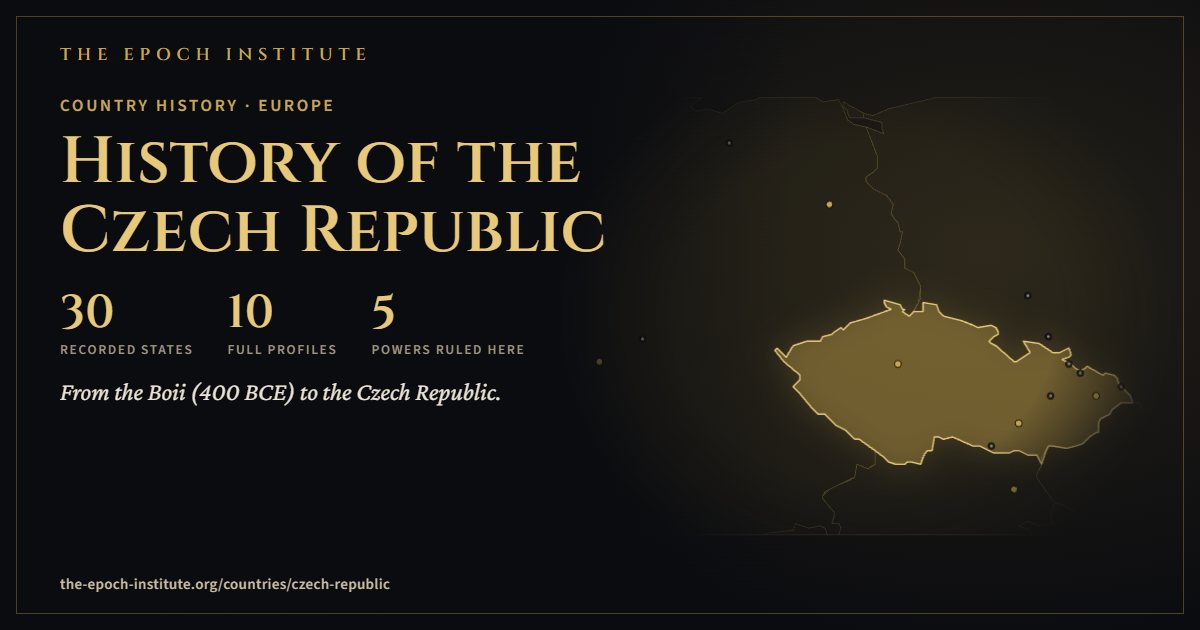 THE EPOCH INSTITUTE
COUNTRY HISTORY · EUROPE
HISTORY OF THE
CZECH REPUBLIC
30 10 5
RECORDED STATES FULL PROFILES POWERS RULED HERE
From the Boii (400 BCE) to the Czech Republic.
the-epoch-institute.org/countries/czech-republic